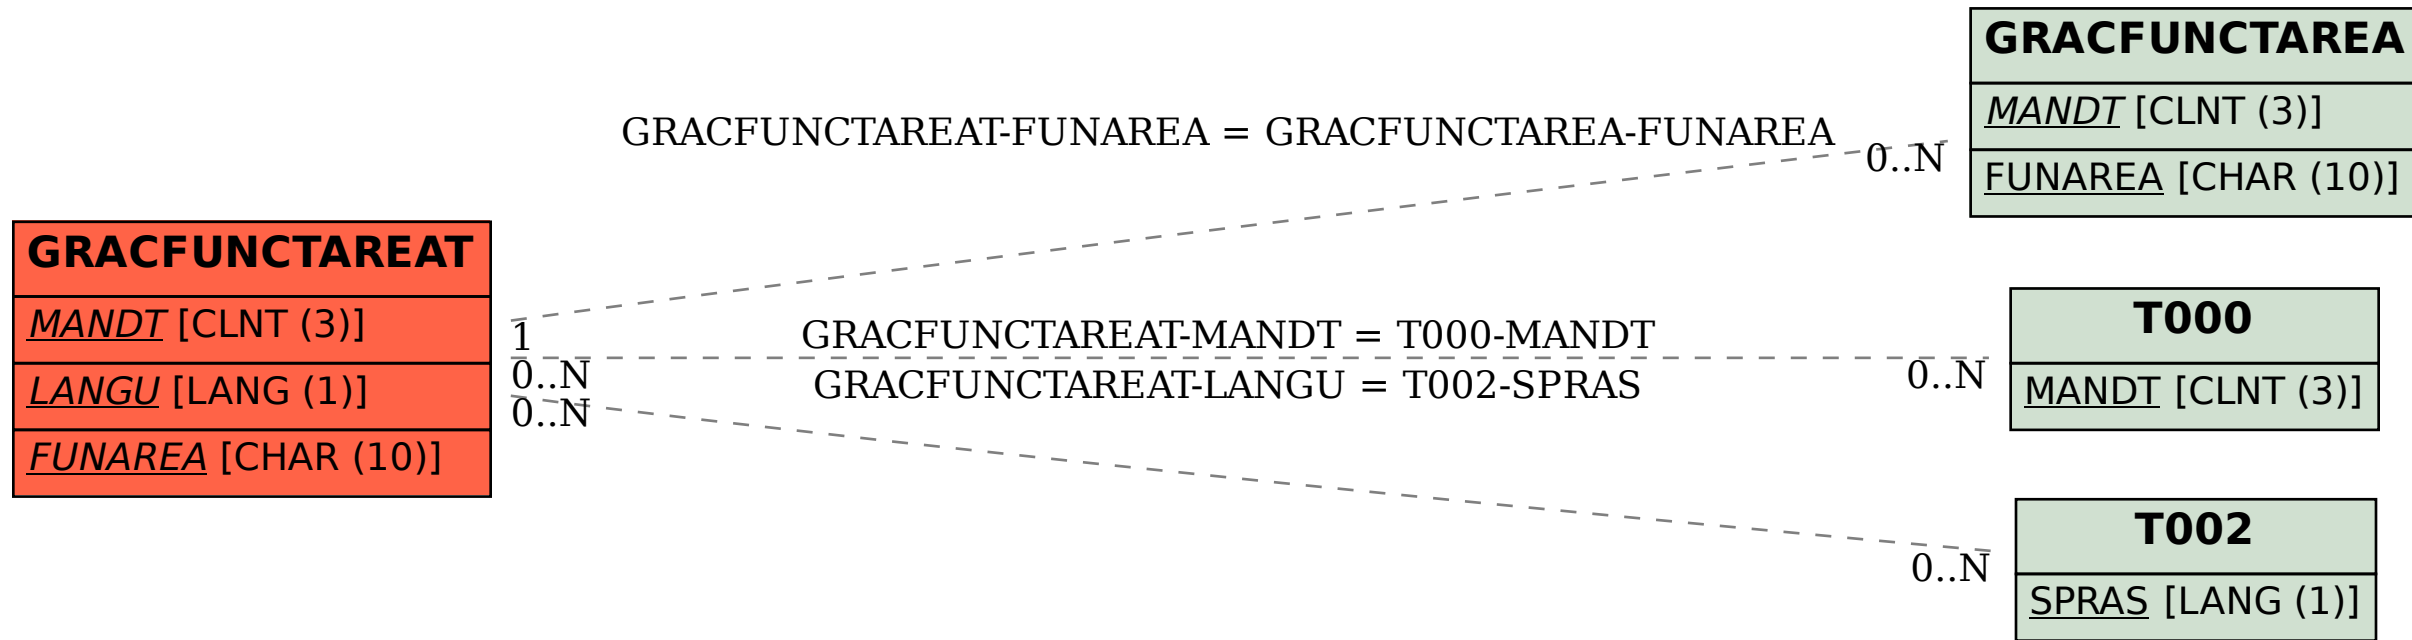 GRACFUNCTAREAT
MANDT [CLNT (3)]
LANGU [LANG (1)]
FUNAREA [CHAR (10)]
GRACFUNCTAREAT-FUNAREA = GRACFUNCTAREA-FUNAREA
0..N
1
GRACFUNCTAREAT-MANDT = T000-MANDT
0..N
0..N
GRACFUNCTAREAT-LANGU = T002-SPRAS
0..N
0..N
GRACFUNCTAREA
MANDT [CLNT (3)]
FUNAREA [CHAR (10)]
T000
MANDT [CLNT (3)]
T002
SPRAS [LANG (1)]